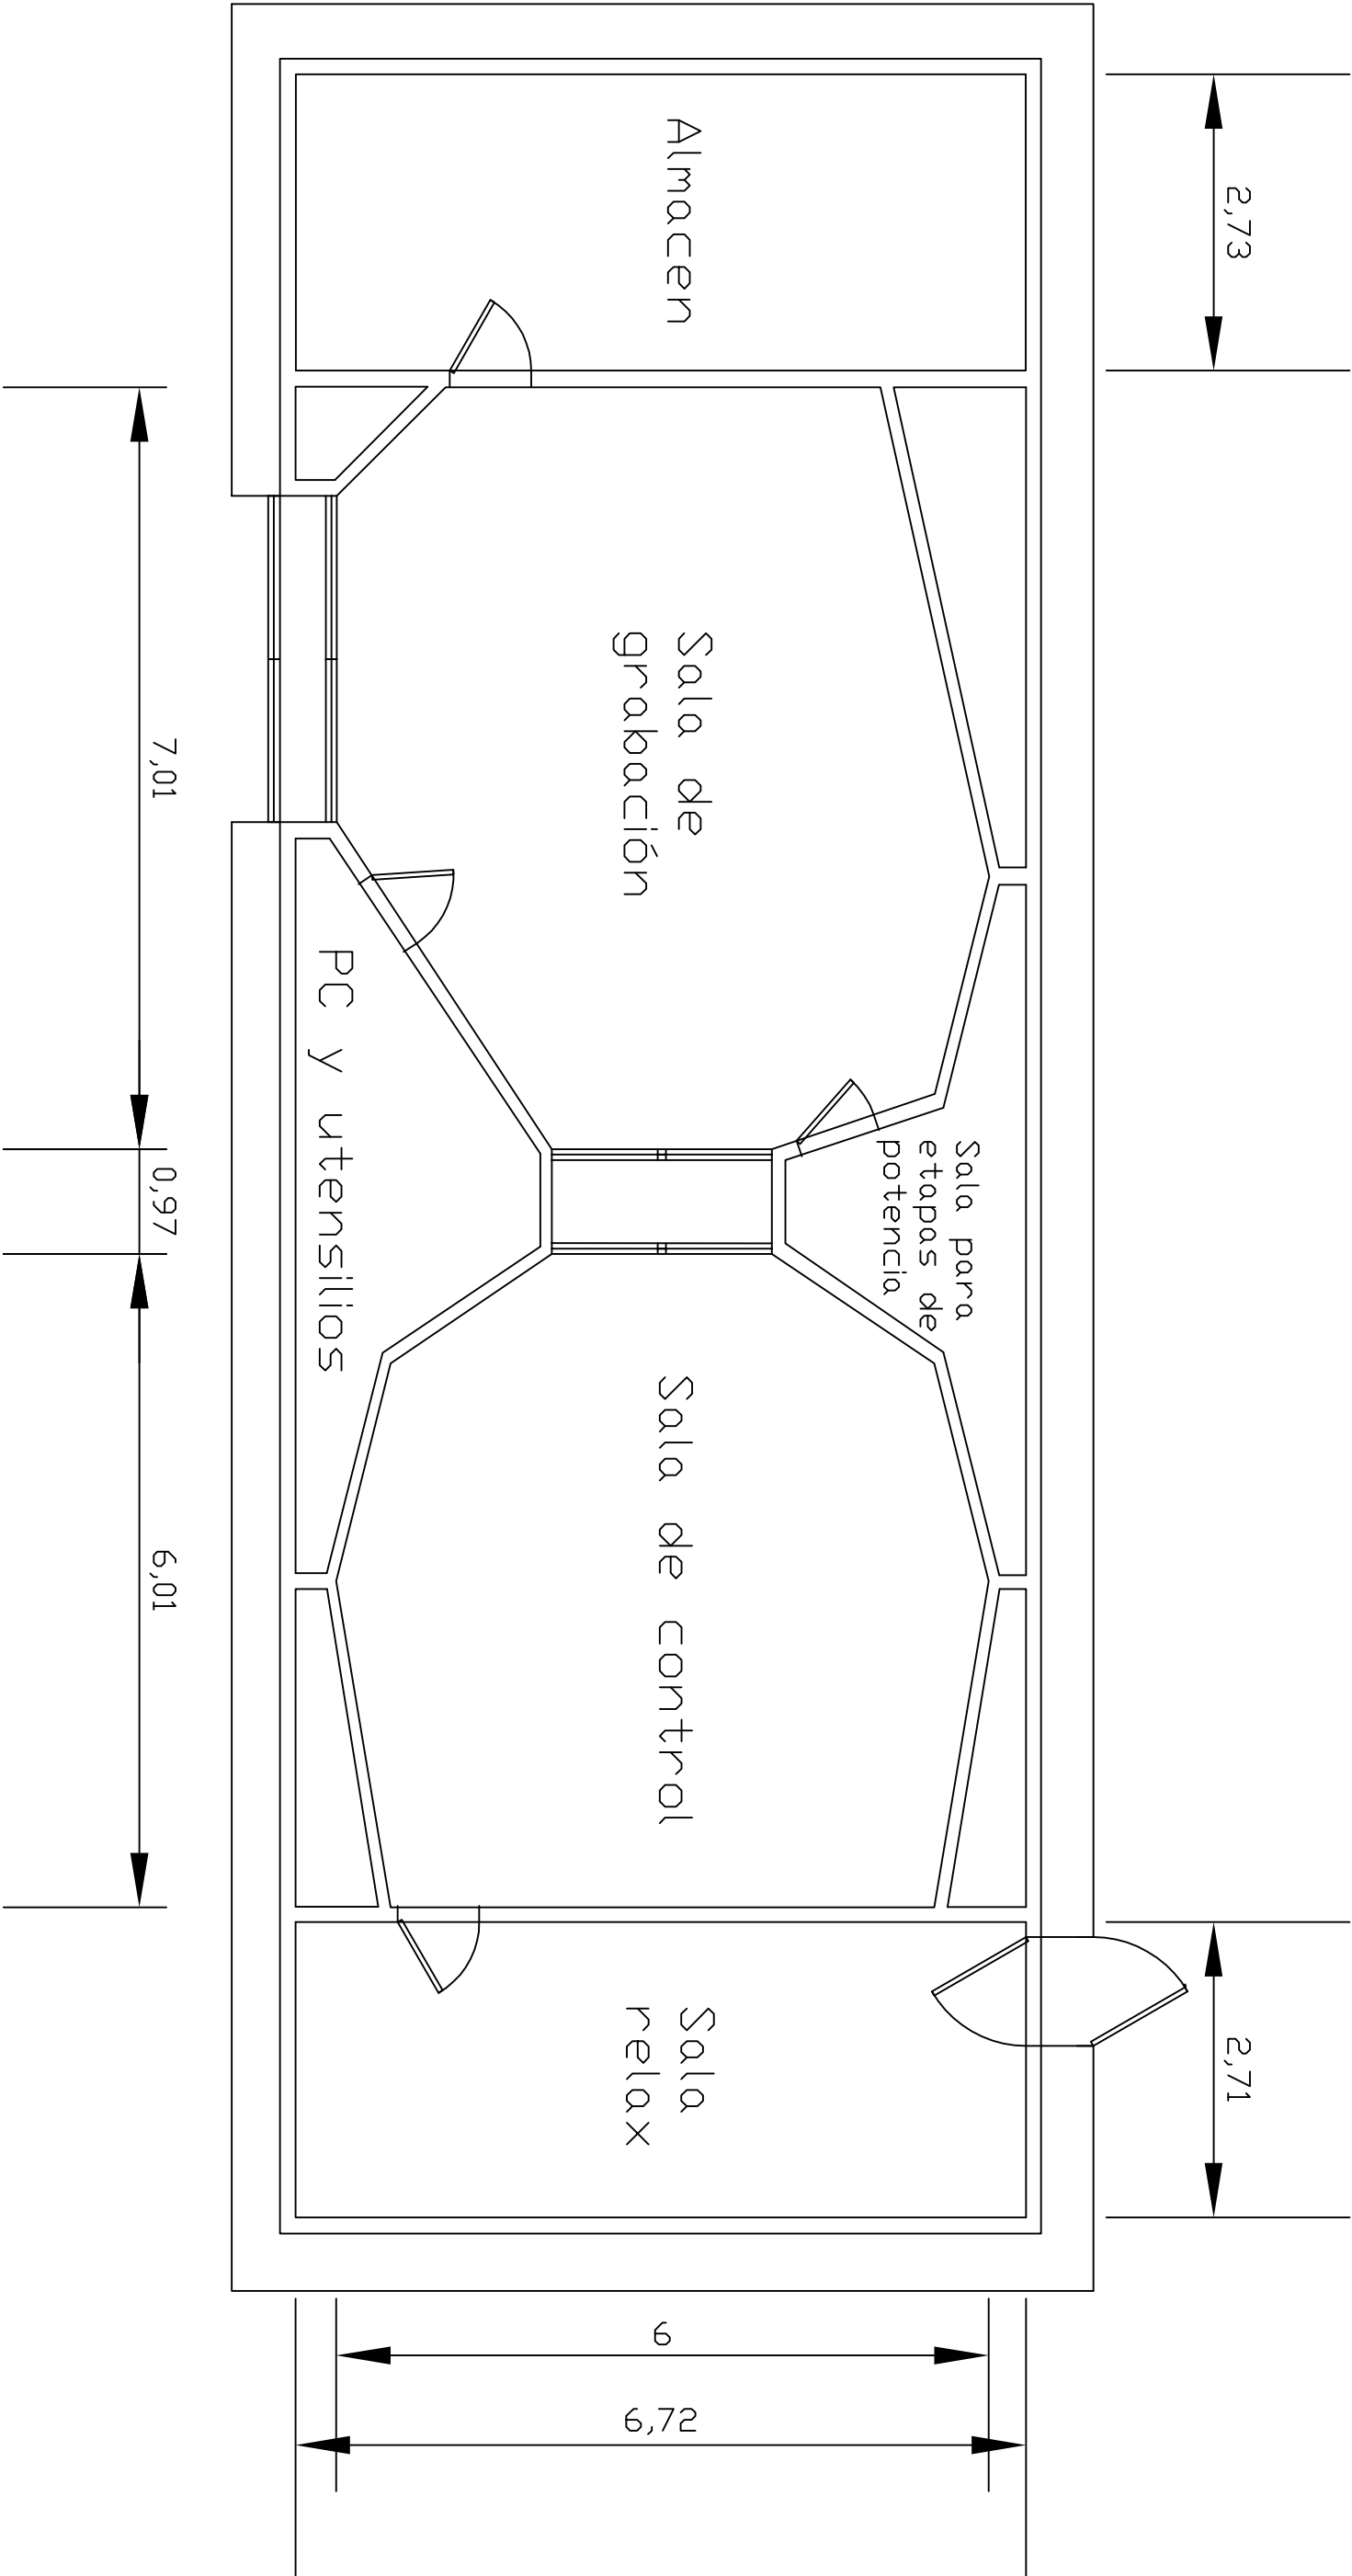 2,73
2,71
Almacen
Sala de
grabación
Sala para
etapas de
potencia
Sala de control
Sala
relax
PC y utensilios
7,01
0,97
6,01
6
6,72